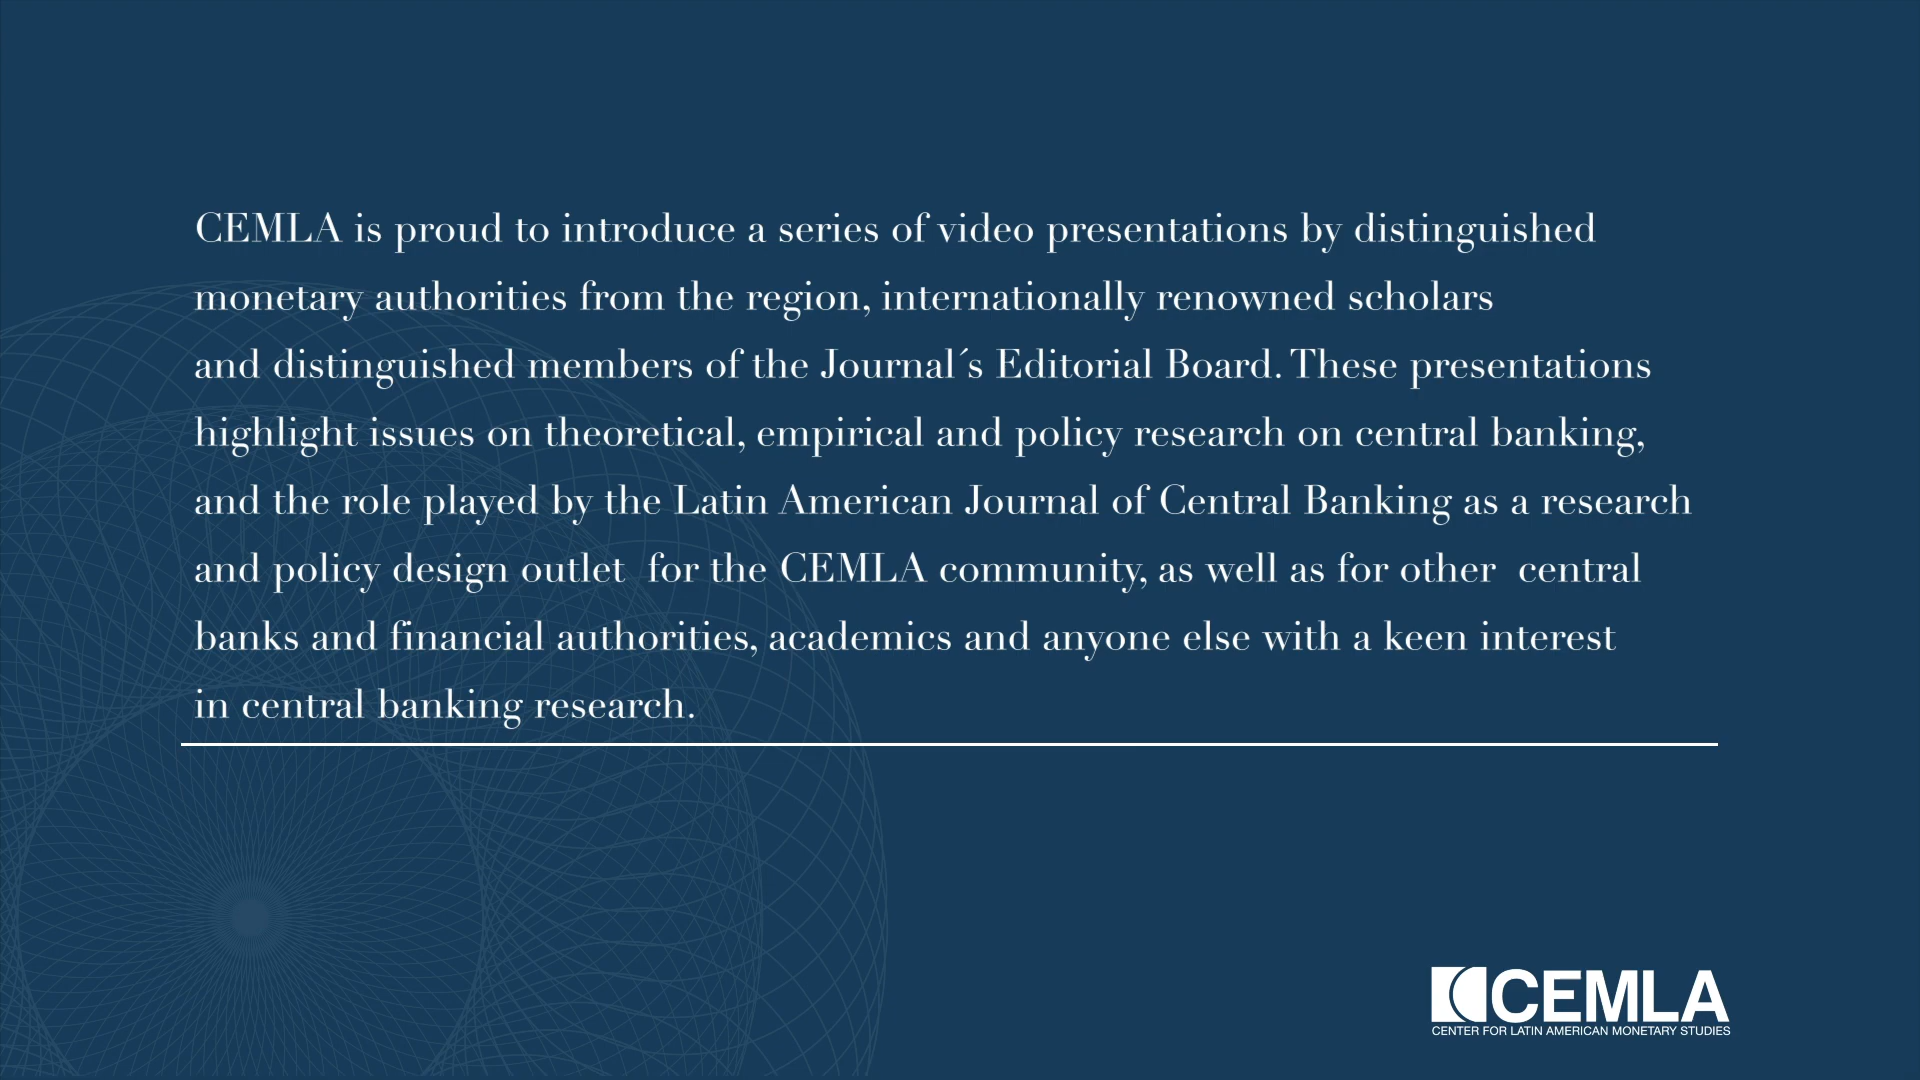 CEMLA is proud to introduce a series of video presentations by distinguished
monetary authorities from the region, internationally renowned scholars
and distinguished members of the Journal´s Editorial Board. These presentations
highlight issues on theoretical, empirical and policy research on central banking,
and the role played by the Latin American Journal of Central Banking as a research
and policy design outlet  for the CEMLA community, as well as for other  central
banks and financial authorities, academics and anyone else with a keen interest
in central banking research.
CEMLA
CENTER FOR LATIN AMERICAN MONETARY STUDIES